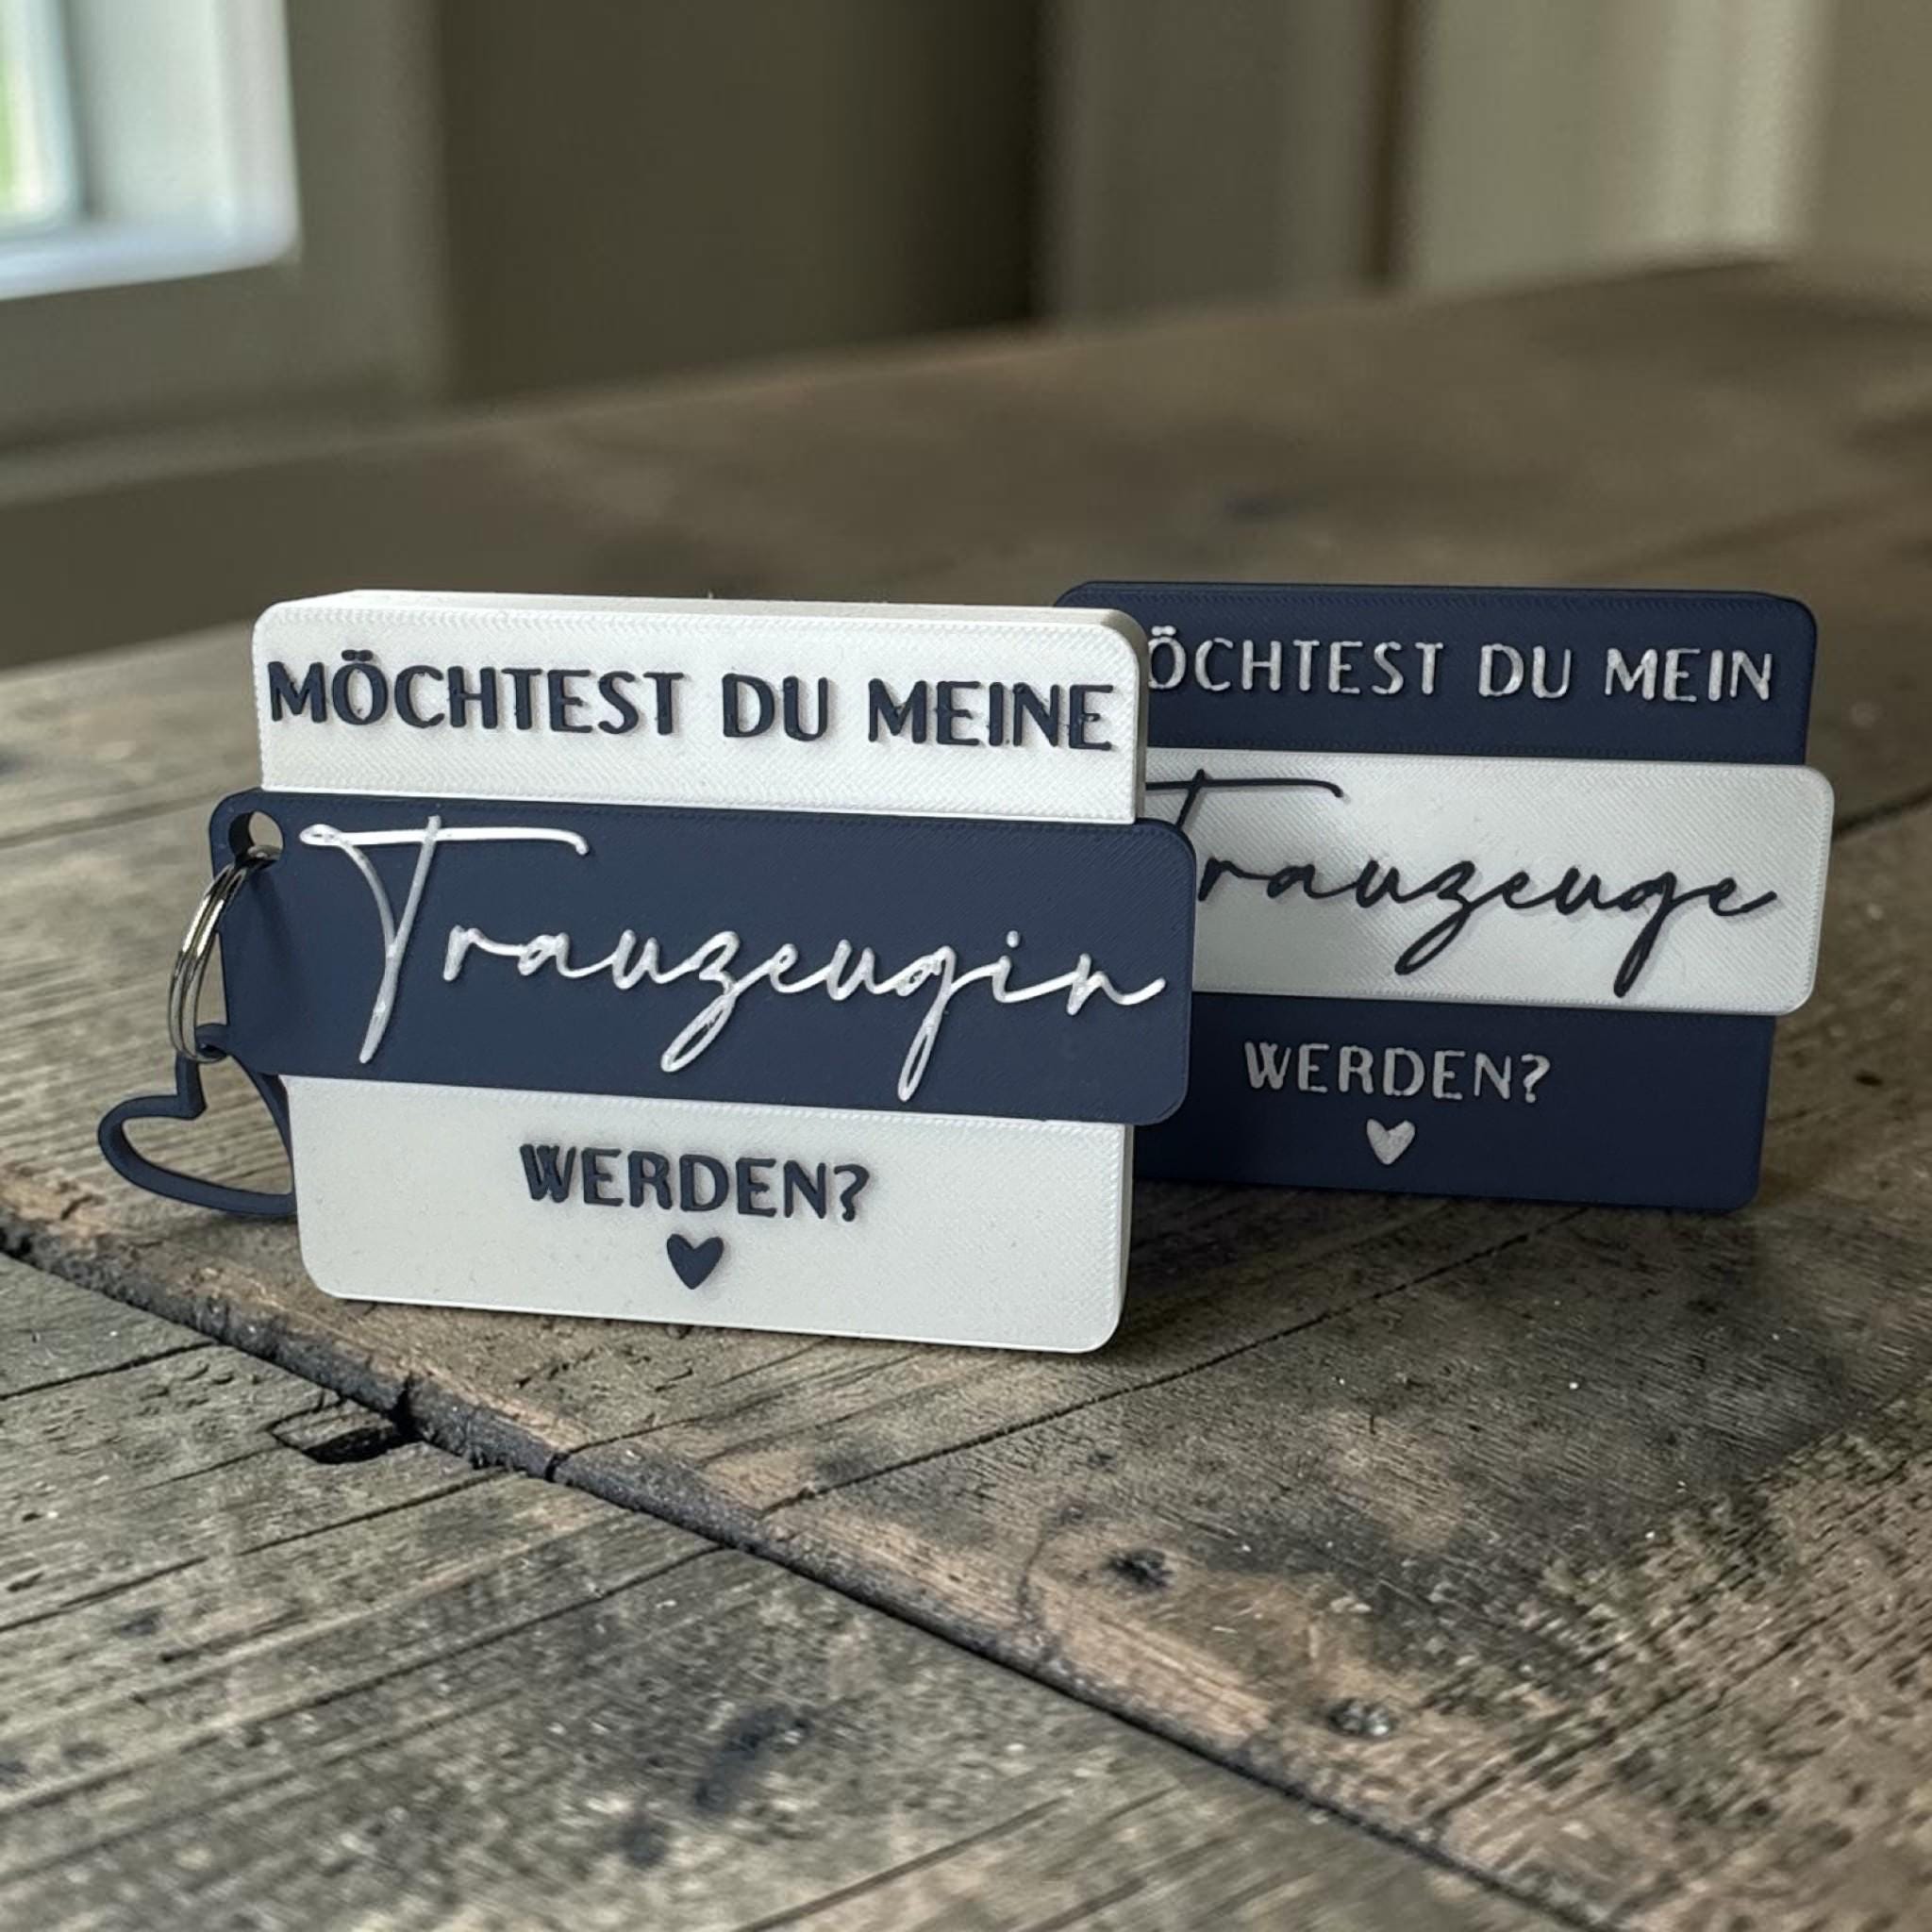 MÖCHTEST DU MEINE
Trauzeugin
WERDEN?
ÖCHTEST DU MEIN
Trauzeuge
WERDEN?